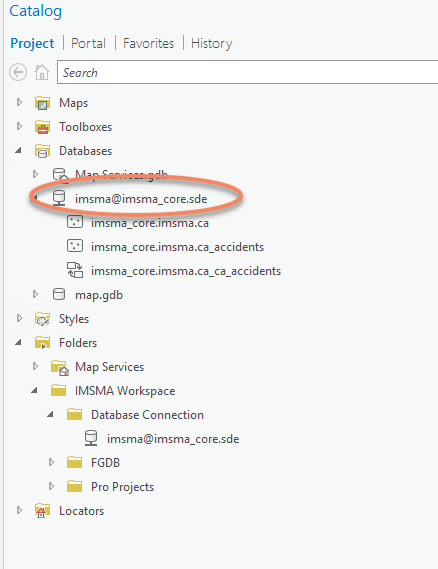 Catalog
Project Portal Favorites History
Search
Maps
Toolboxes
Databases
Map Services.gdb
imsma@imsma_core.sde
imsma_core.imsma.ca
imsma_core.imsma.ca_accidents
imsma_core.imsma.ca_ca_accidents
map.gdb
Styles
Folders
Map Services
IMSMA Workspace
Database Connection
imsma@imsma_core.sde
FGDB
Pro Projects
Locators